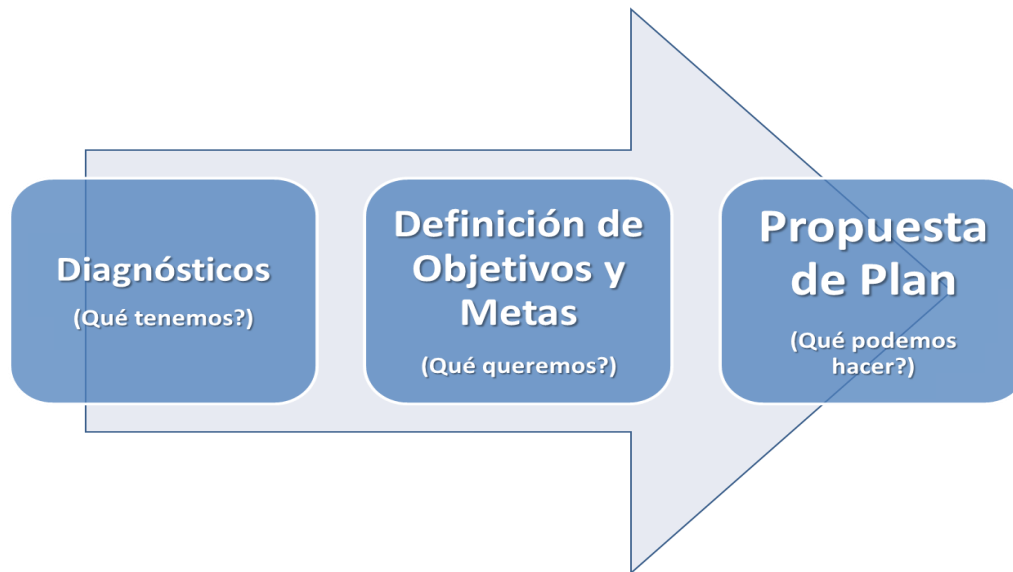 Diagnósticos
(Qué tenemos?)
Definición de
Objetivos y
Metas
(Qué queremos?)
Propuesta
de Plan
(Qué podemos
hacer?)